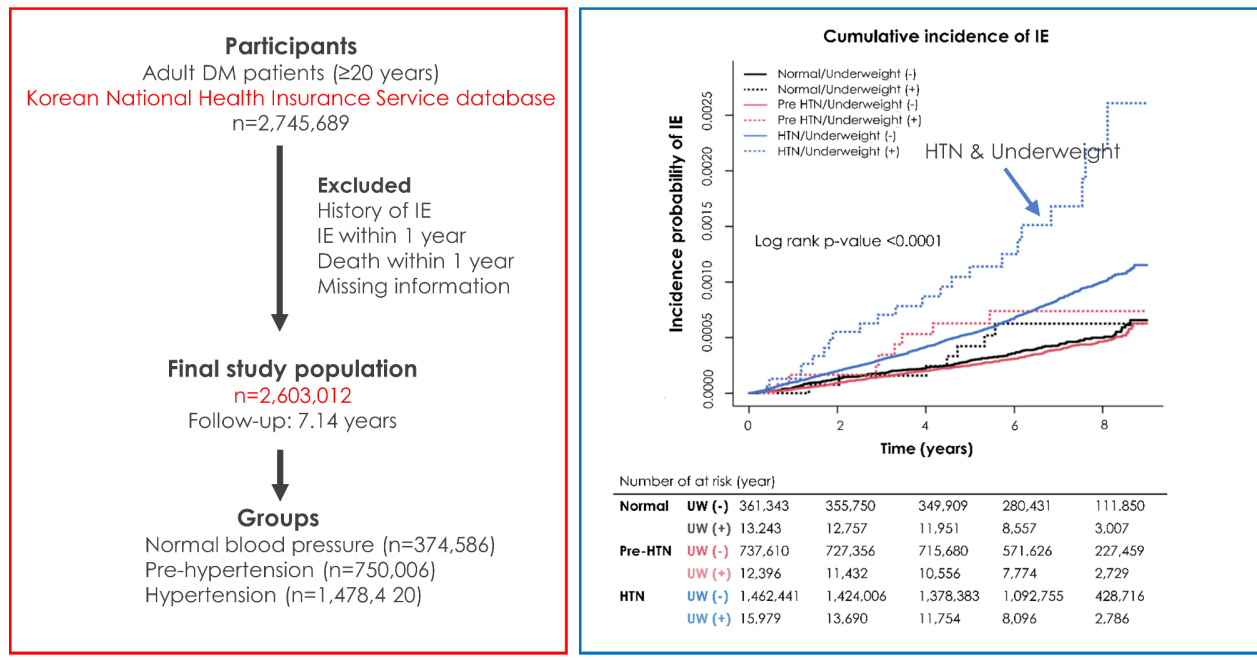 Participants
Adult DM patients (≥20 years)
Korean National Health Insurance Service database
n=2,745,689
Excluded
History of IE
IE within 1 year
Death within 1 year
Missing information
Final study population
n=2,603,012
Follow-up: 7.14 years
Groups
Normal blood pressure (n=374,586)
Pre-hypertension (n=750,006)
Hypertension (n=1,478,4 20)
Cumulative incidence of IE
Normal/Underweight (-)
Normal/Underweight (+)
Pre HTN/Underweight (-)
Pre HTN/Underweight (+)
HTN/Underweight (-)
HTN/Underweight (+)
HTN & Underweight
Log rank p-value <0.0001
Incidence probability of IE
0.0025
0.0020
0.0015
0.0010
0.0005
0.0000
0 2 4 6 8
Time (years)
Number of at risk (year)
Normal UW (-) 361,343 355,750 349,909 280,431 111.850
UW (+) 13.243 12,757 11,951 8,557 3.007
Pre-HTN UW (-) 737,610 727,356 715,680 571,626 227,459
UW (+) 12,396 11,432 10,556 7,774 2,729
HTN UW (-) 1,462,441 1,424,006 1,378,383 1,092,755 428,716
UW (+) 15,979 13,690 11,754 8,096 2,786